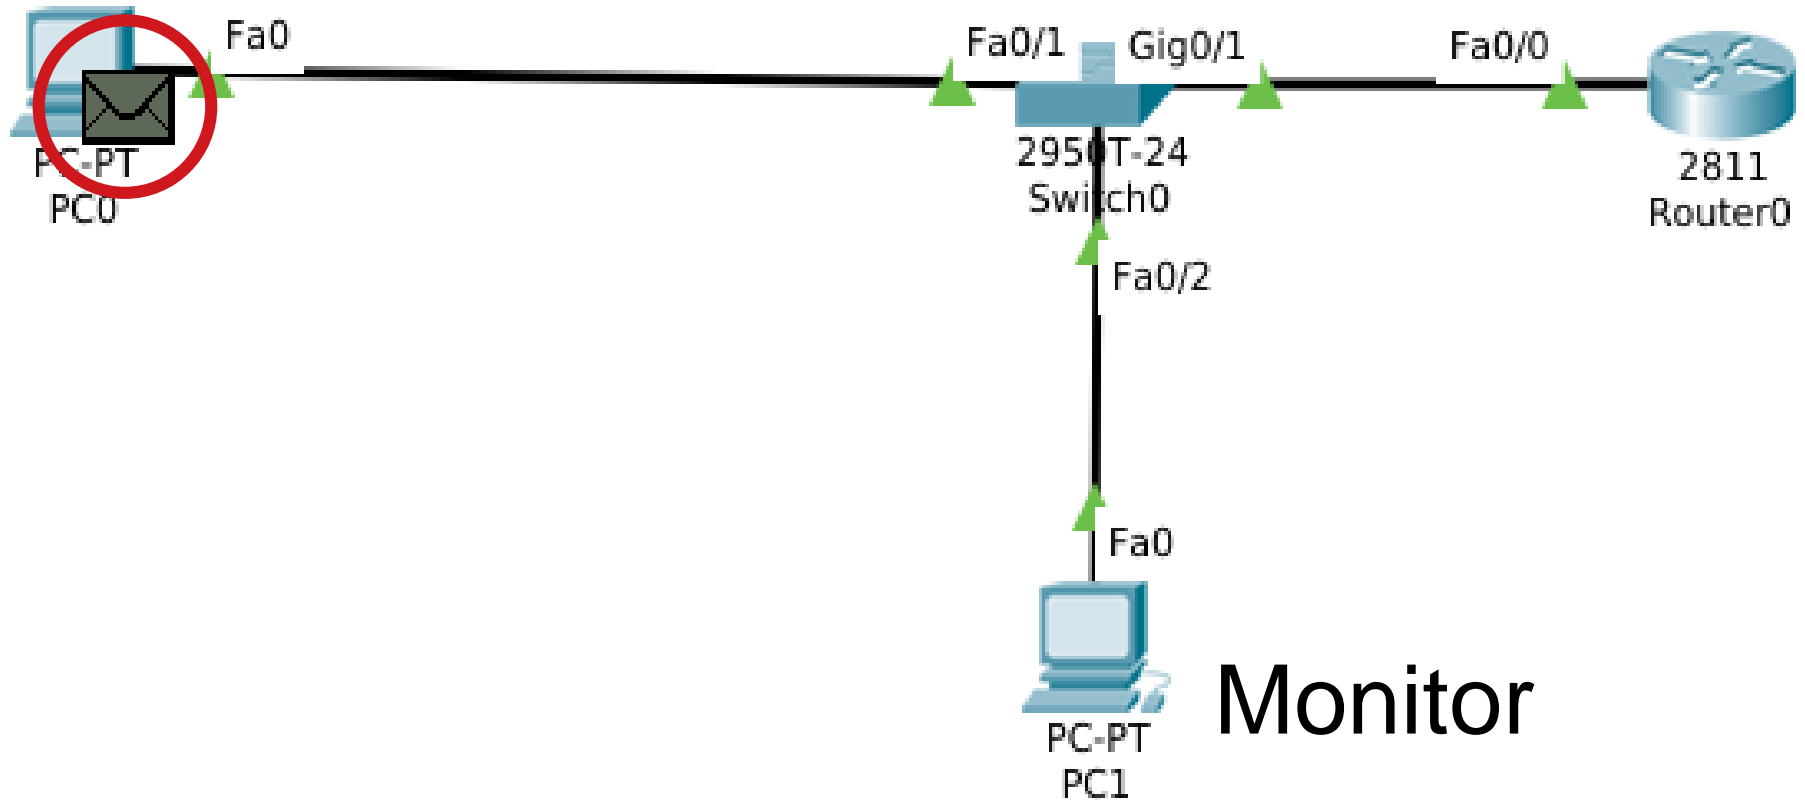 Fa0
Fa0/1
Gig0/1
Fa0/0
PC-PT
PC0
2950T-24
Switch0
2811
Router0
Fa0/2
Fa0
Monitor
PC-PT
PC1